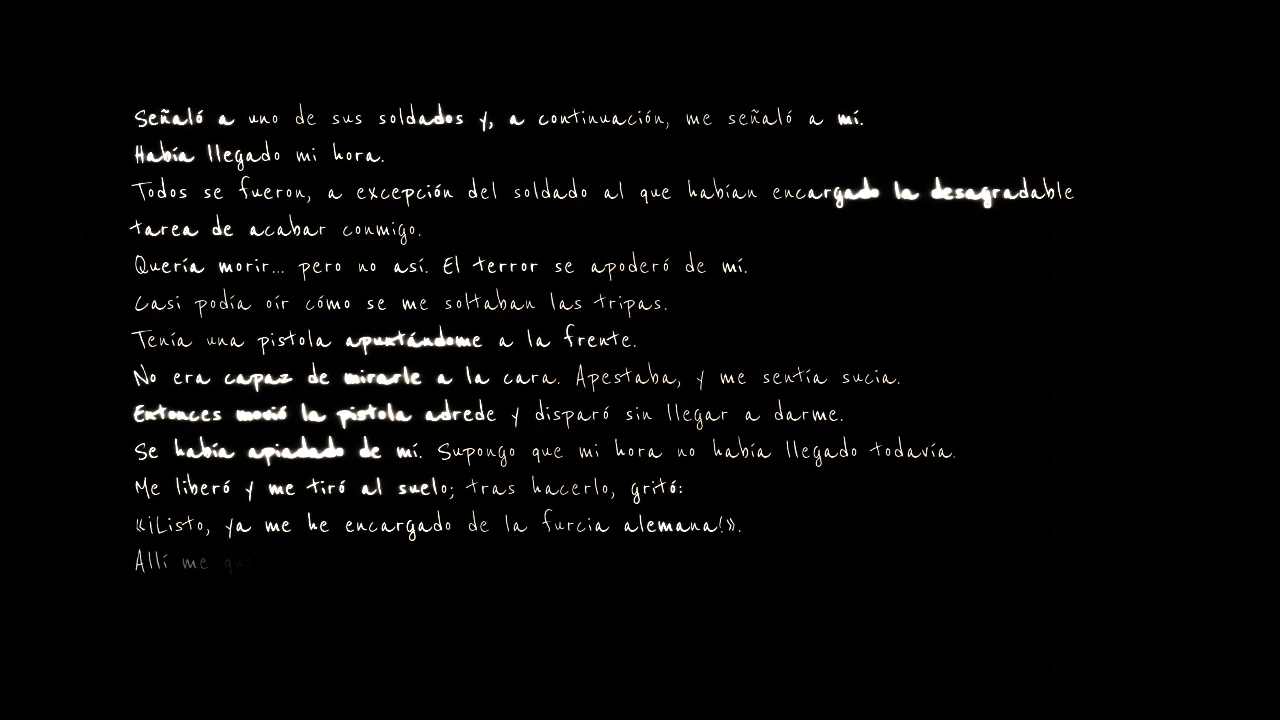 Señaló a uno de sus soldados y, a continuación, me señaló a mí.
Había llegado mi hora.
Todos se fueron, a excepción del soldado al que habían encargado la desagradable
tarea de acabar conmigo.
Quería morir... pero no así. El terror se apoderó de mí.
Casi podía oír cómo se me soltaban las tripas.
Tenía una pistola apuntándome a la frente.
No era capaz de mirarle a la cara. Apestaba, y me sentía sucia.
Entonces movió la pistola adrede y disparó sin llegar a darme.
Se había apiadado de mí. Supongo que mi hora no había llegado todavía.
Me liberó y me tiró al suelo; tras hacerlo, gritó:
«¡Listo, ya me he encargado de la furcia alemana!».
Allí me